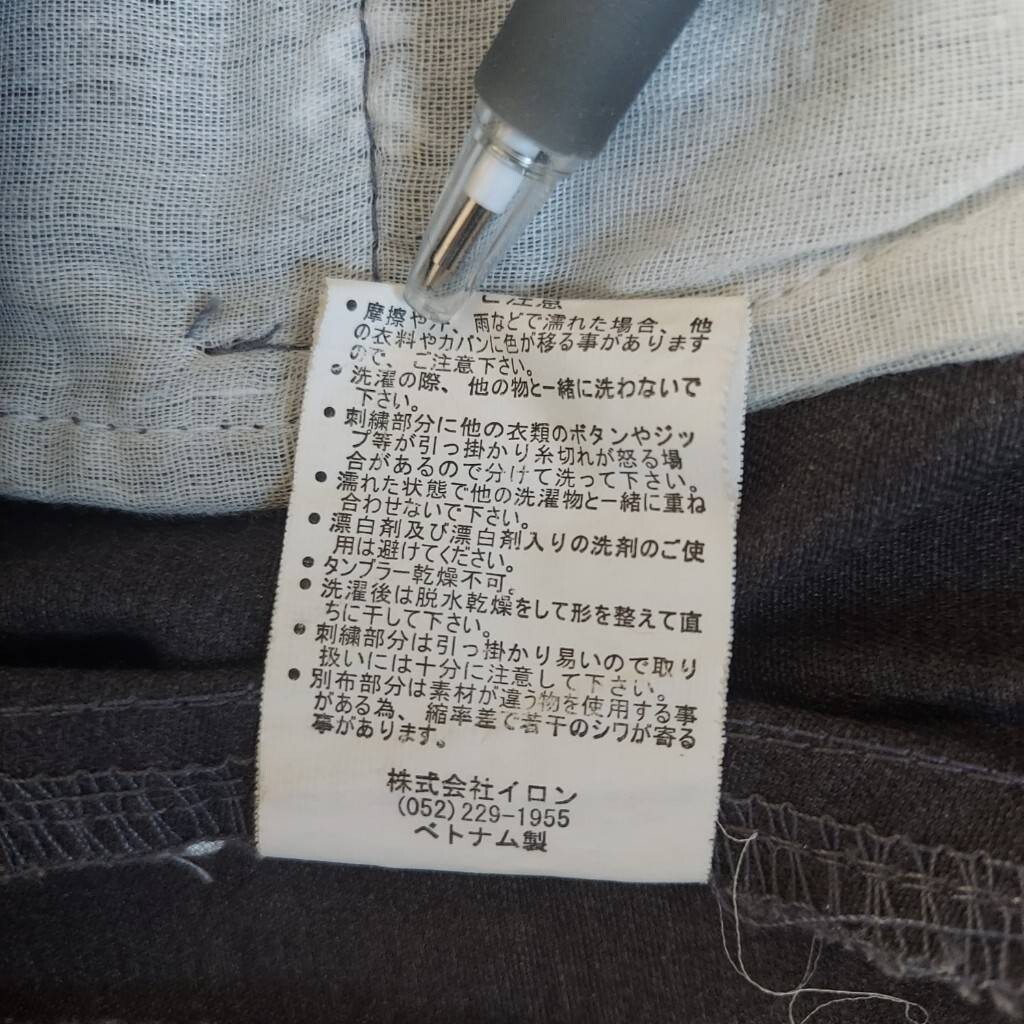 ご注意
●摩擦や汗、雨などで濡れた場合、他
の衣料やカバンに色が移る事があります
ので、ご注意下さい。
●洗濯の際、他の物と一緒に洗わないで
下さい。
●刺繍部分に他の衣類のボタンやジッ
プ等が引っ掛かり糸切れが怒る場
合があるので分けて洗って下さい。
●濡れた状態で他の洗濯物と一緒に重ね
合わせないで下さい。
●漂白剤及び漂白剤入りの洗剤のご使
用は避けてください。
●タンブラー乾燥不可。
●洗濯後は脱水乾燥をして形を整えて直
ちに干して下さい。
●刺繍部分は引っ掛かり易いので取り
扱いには十分に注意して下さい。
●別布部分は素材が違う物を使用する事
がある為、縮率差で若干のシワが寄る
事があります。
株式会社イロン
(052)229-1955
ベトナム製